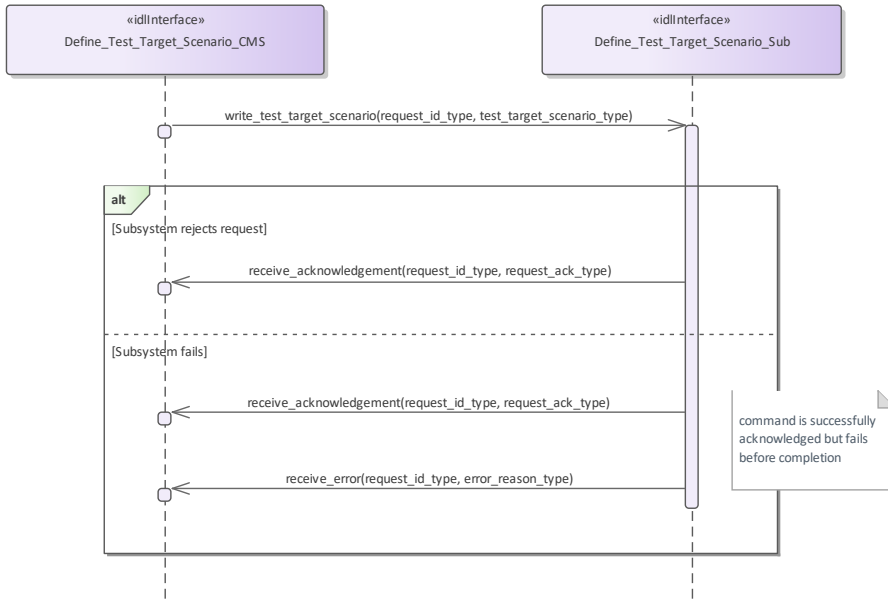 «idlInterface»
Define_Test_Target_Scenario_CMS
«idlInterface»
Define_Test_Target_Scenario_Sub
write_test_target_scenario(request_id_type, test_target_scenario_type)
alt
[Subsystem rejects request]
receive_acknowledgement(request_id_type, request_ack_type)
[Subsystem fails]
receive_acknowledgement(request_id_type, request_ack_type)
command is successfully
acknowledged but fails
before completion
receive_error(request_id_type, error_reason_type)